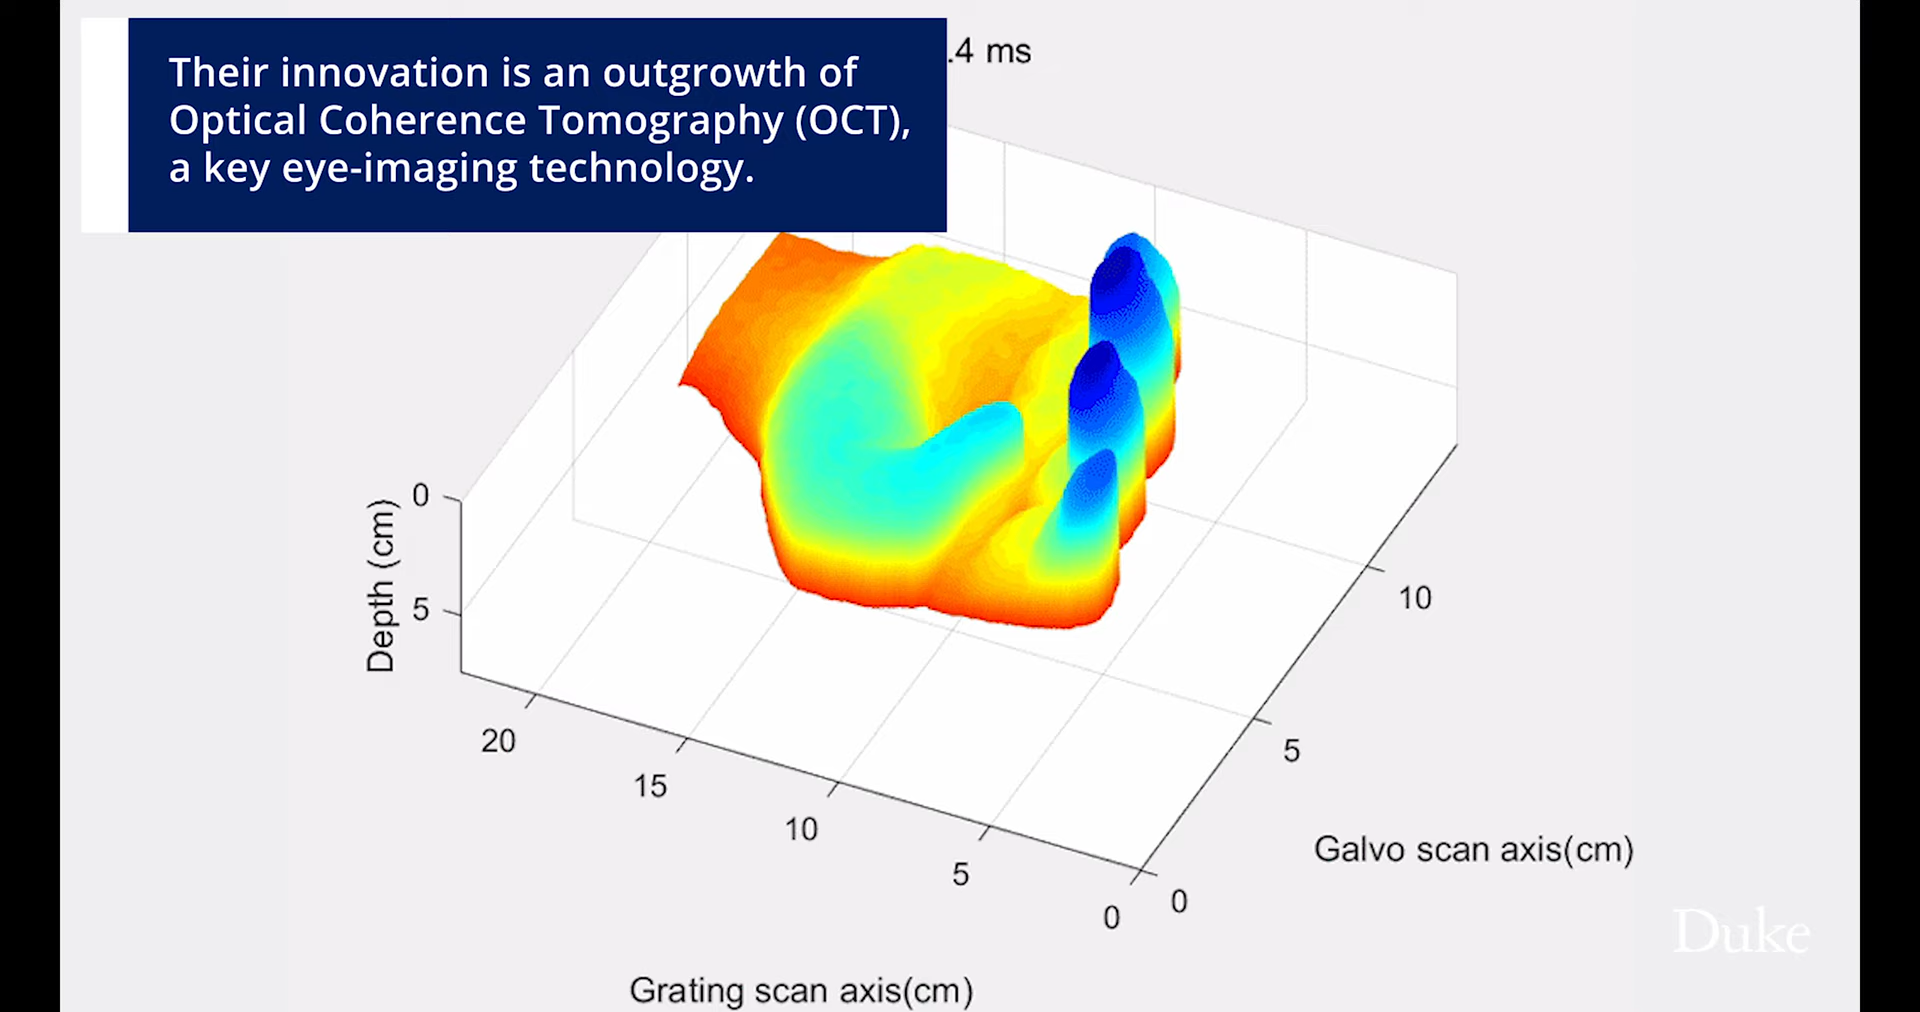 Their innovation is an outgrowth of
Optical Coherence Tomography (OCT),
a key eye-imaging technology.
.4 ms
0
5
Depth (cm)
20
15
10
5
0
0
5
10
Galvo scan axis(cm)
Grating scan axis(cm)
Duke